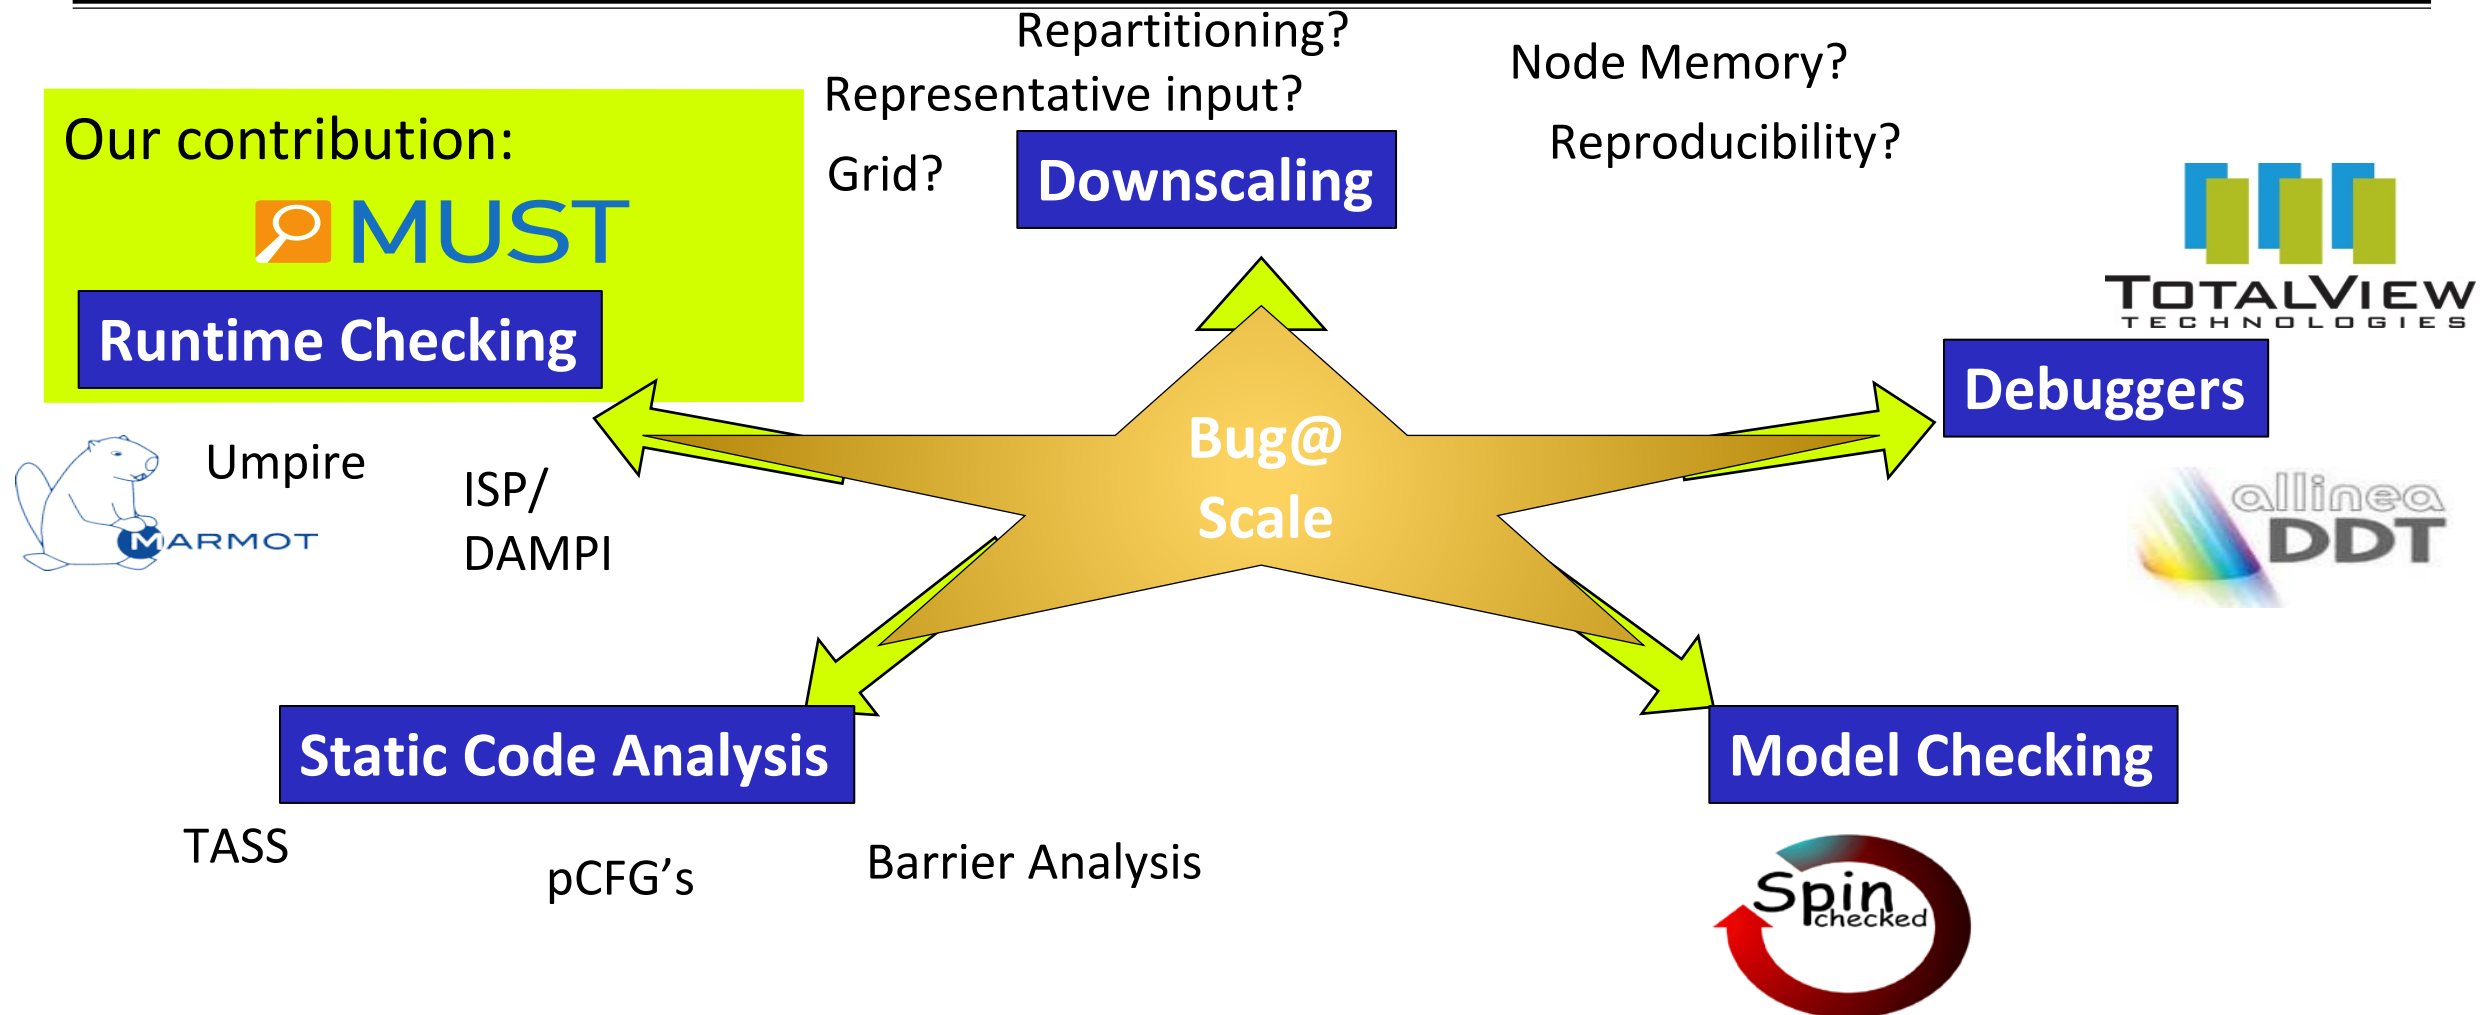 Repartitioning?
Node Memory?
Representative input?
Our contribution:
Reproducibility?
Grid?
Downscaling
MUST
TOTALVIEW
TECHNOLOGIES
Runtime Checking
Debuggers
Bug@
Scale
Umpire
ISP/
DAMPI
MARMOT
allinea
DDT
Static Code Analysis
Model Checking
TASS
pCFG’s
Barrier Analysis
Spin
checked